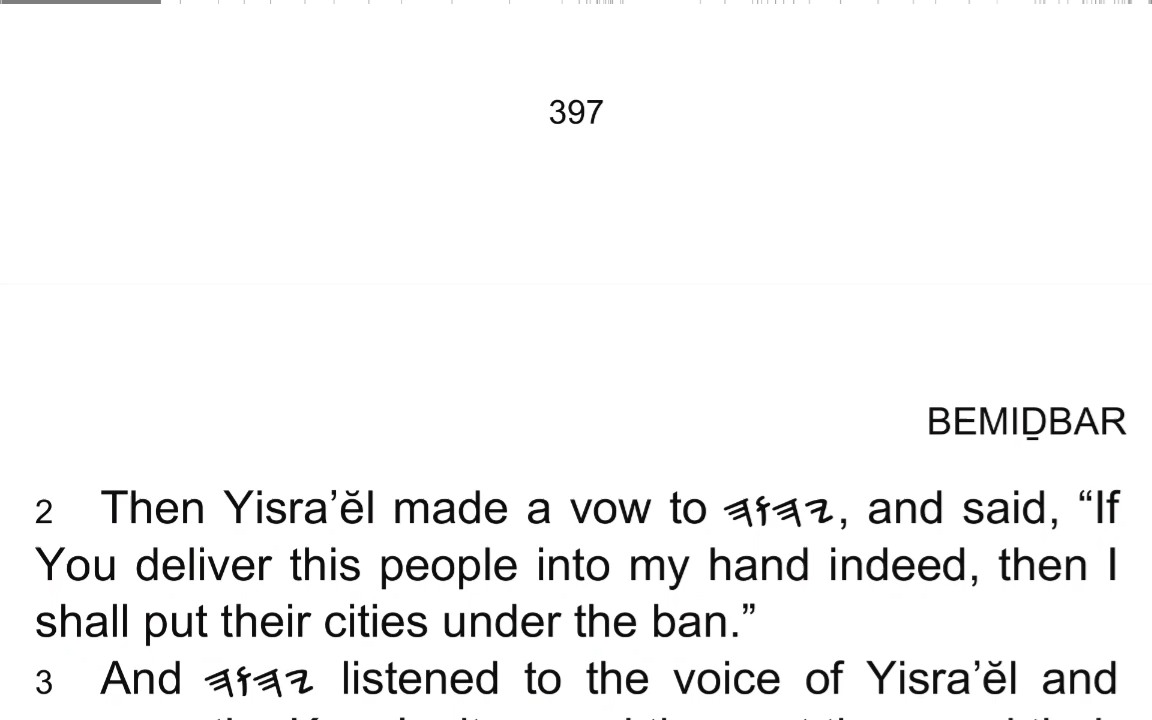 397
BEMIḎBAR
2 Then Yisra’ĕl made a vow to 𐤉𐤄𐤅𐤄, and said, “If
You deliver this people into my hand indeed, then I
shall put their cities under the ban.”
3 And 𐤉𐤄𐤅𐤄 listened to the voice of Yisra’ĕl and